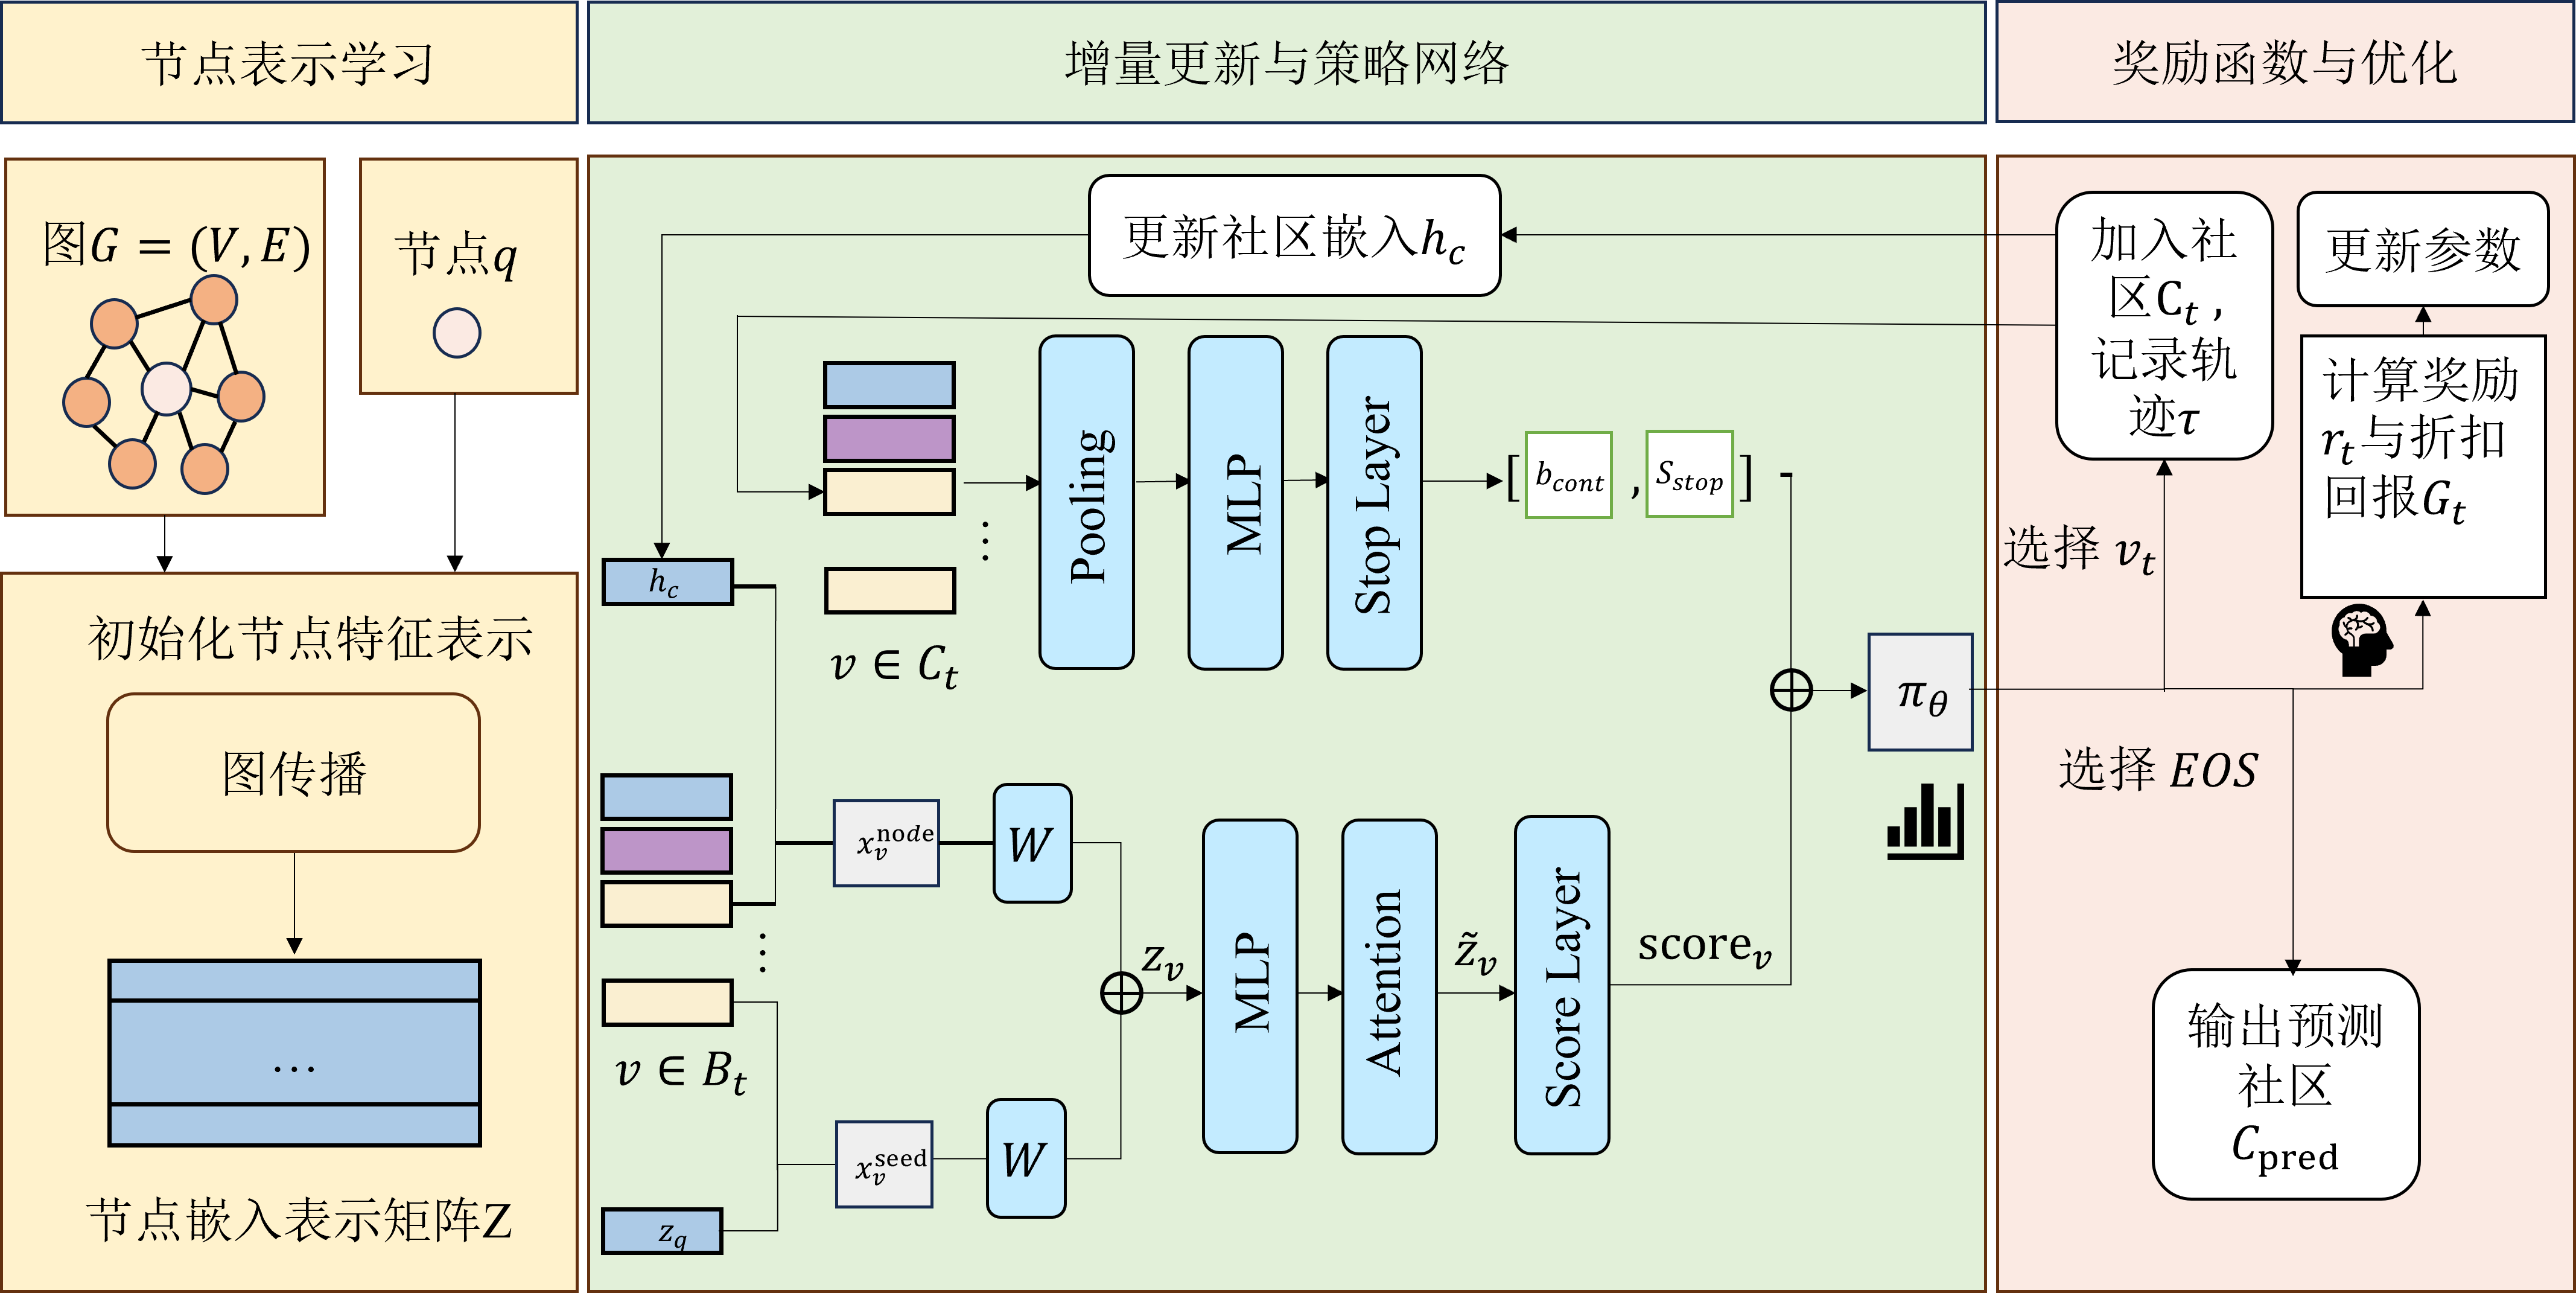 节点表示学习
增量更新与策略网络
奖励函数与优化
图G = (V, E)
节点q
初始化节点特征表示
图传播
...
节点嵌入表示矩阵Z
更新社区嵌入h_c
h_c
v ∈ C_t
Pooling
MLP
Stop Layer
[ b_cont , S_stop ] -
v ∈ B_t
z_q
x_v^node
W
x_v^seed
W
z_v
MLP
Attention
z̃_v
Score Layer
score_v
π_θ
加入社
区C_t ,
记录轨
迹τ
更新参数
计算奖励
r_t与折扣
回报G_t
选择 v_t
选择 EOS
输出预测
社区
C_pred